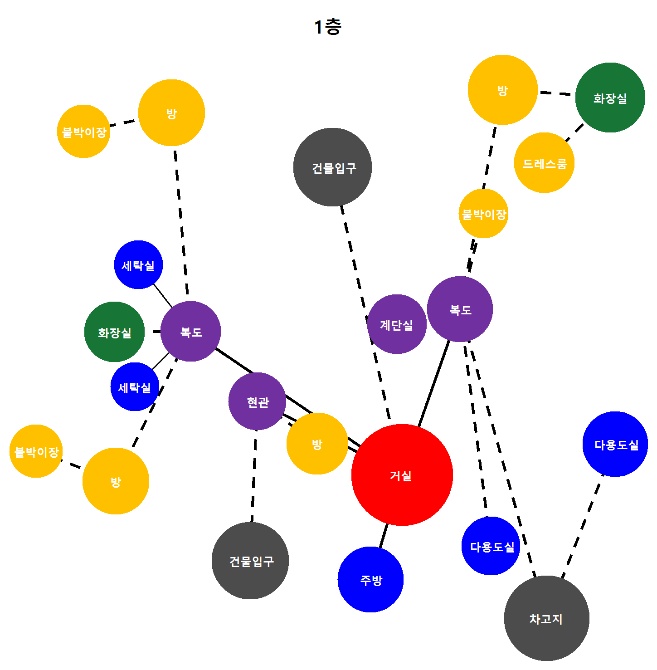 1층
방
화장실
방
붙박이장
드레스룸
건물입구
붙박이장
세탁실
복도
계단실
화장실
복도
세탁실
현관
방
다용도실
붙박이장
거실
방
다용도실
건물입구
주방
차고지